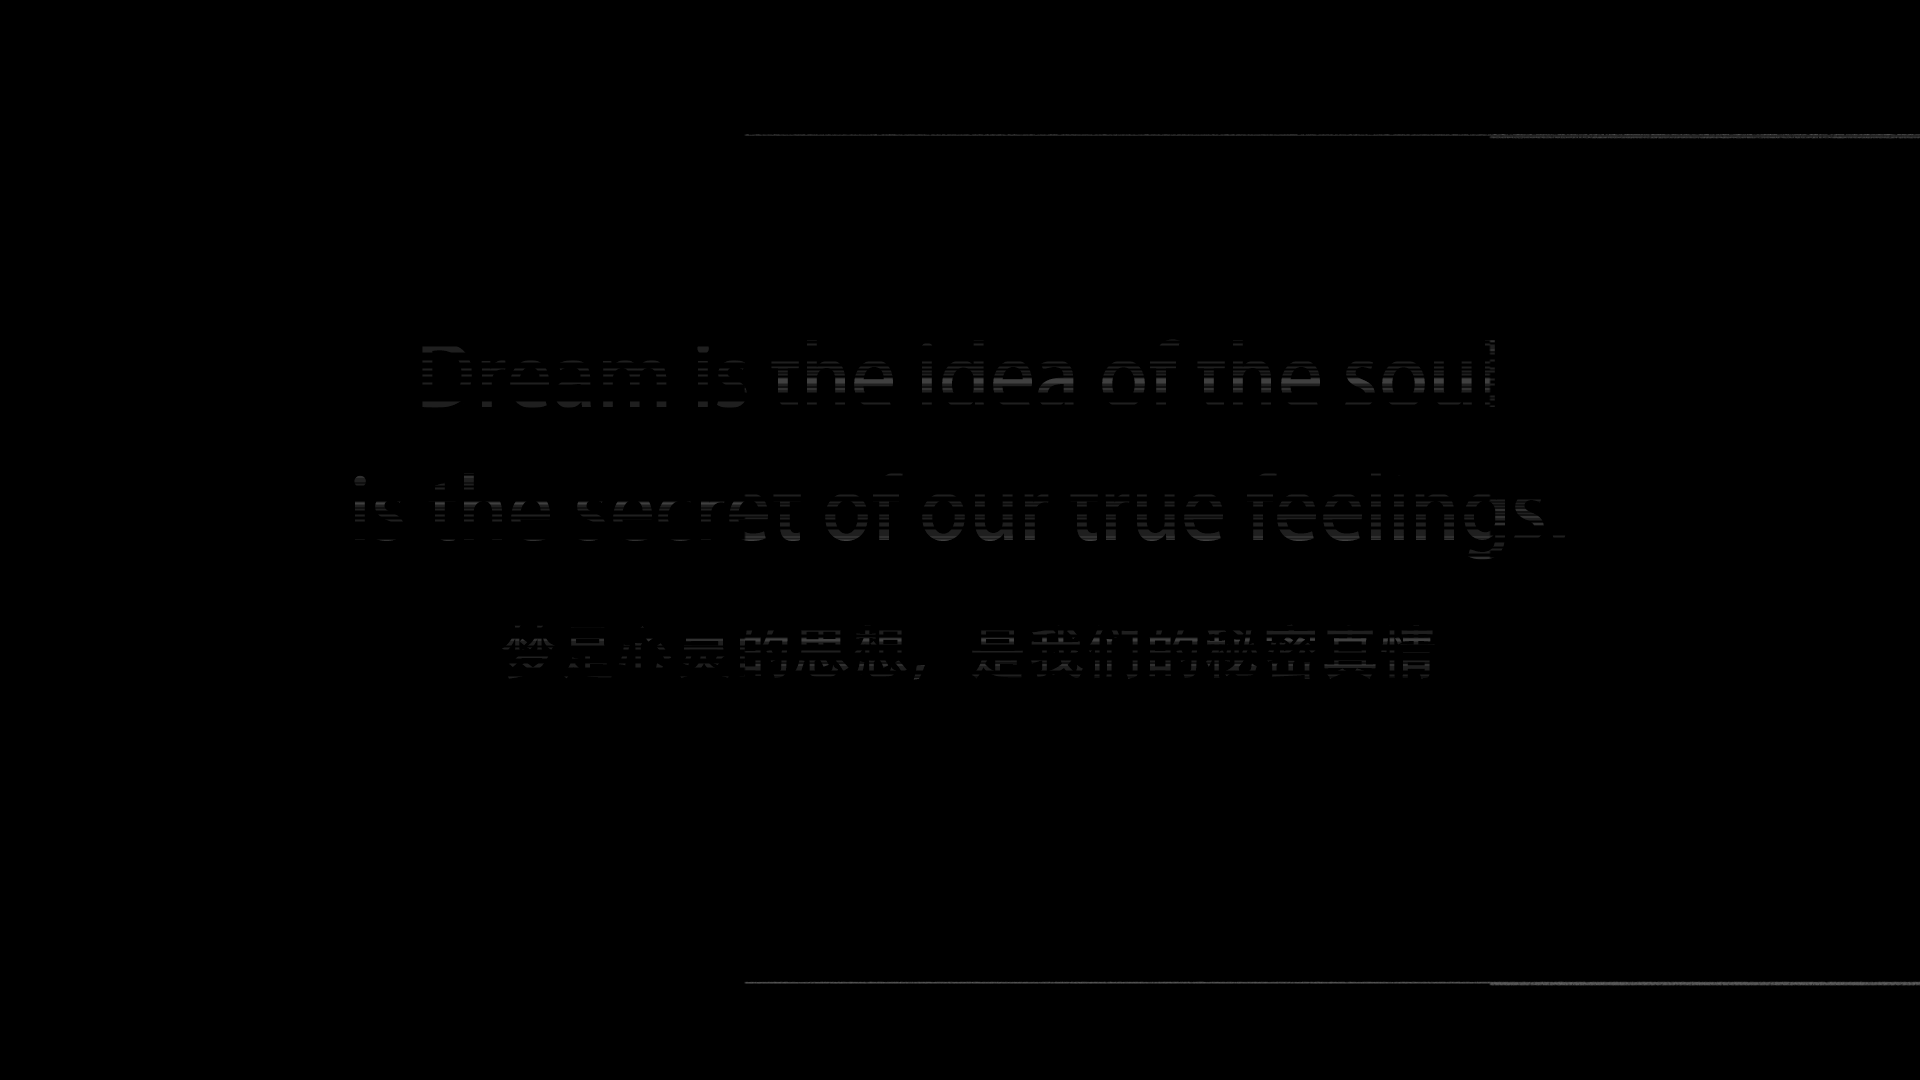 Dream is the idea of the soul
is the secret of our true feelings.
梦是心灵的思想，是我们的秘密真情